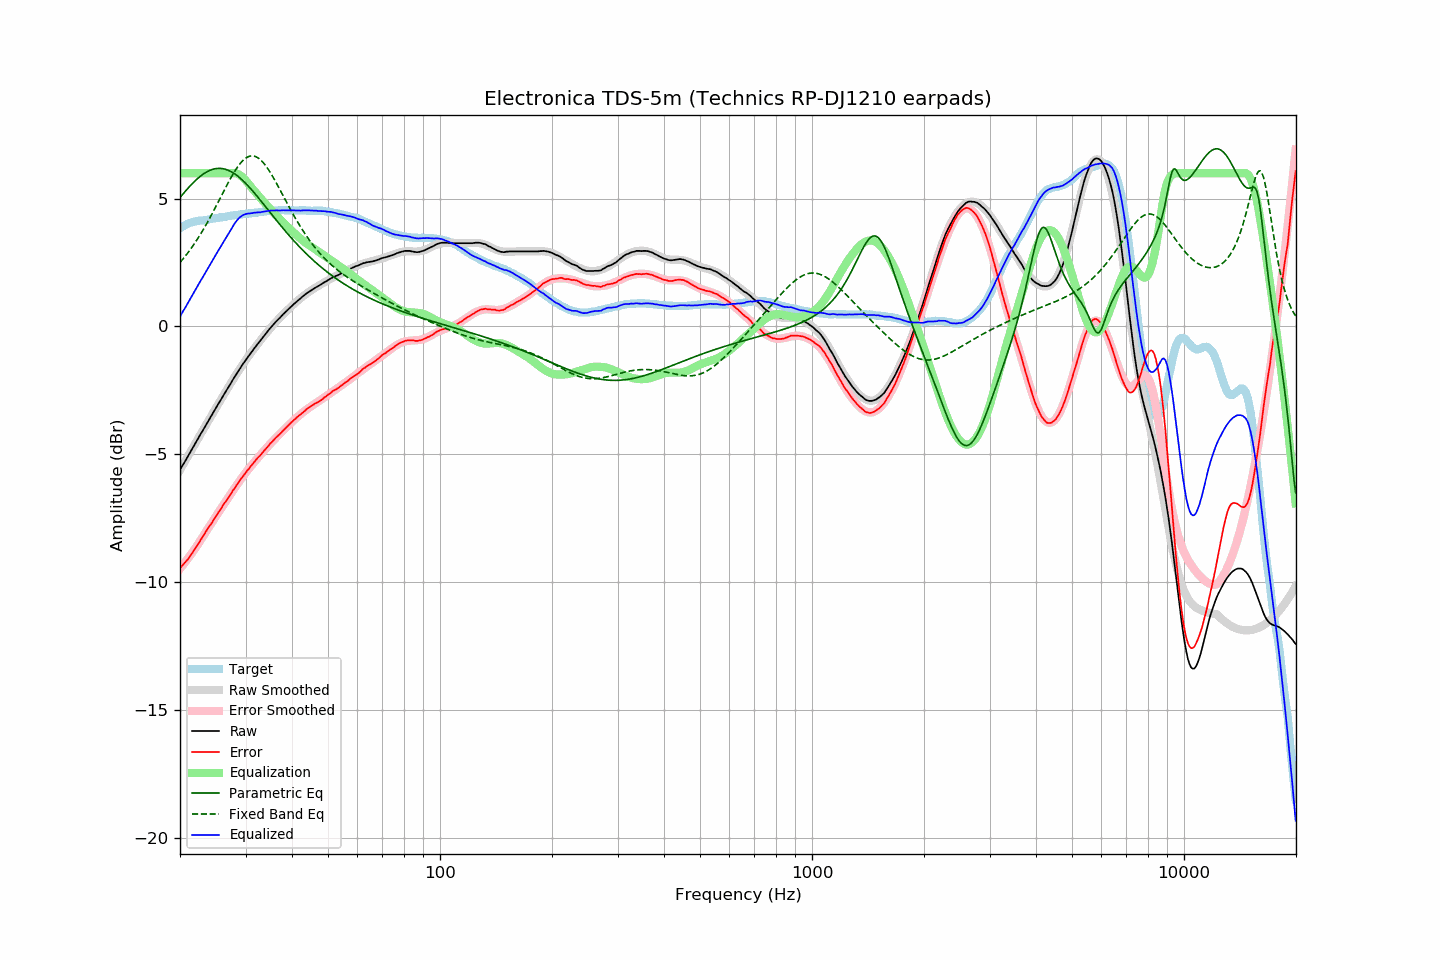 Electronica TDS-5m (Technics RP-DJ1210 earpads)
Amplitude (dBr)
5
0
−5
−10
−15
−20
Target
Raw Smoothed
Error Smoothed
Raw
Error
Equalization
Parametric Eq
Fixed Band Eq
Equalized
100
1000
10000
Frequency (Hz)